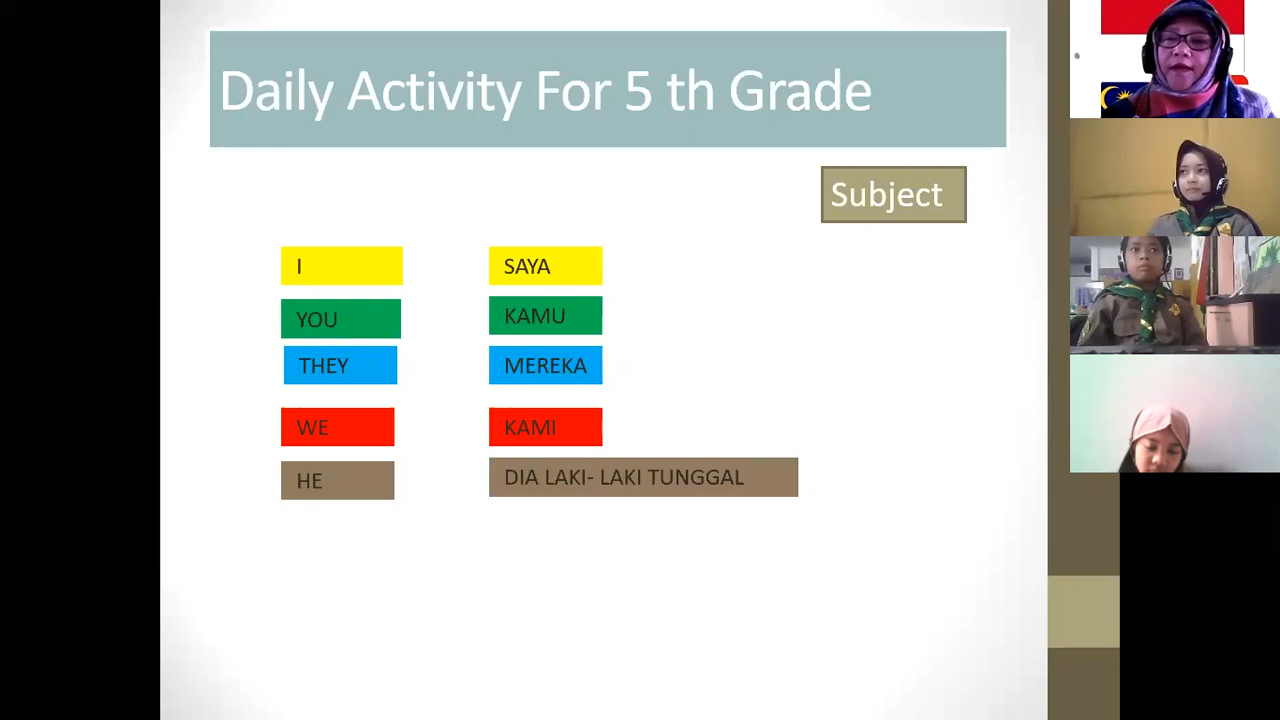 Daily Activity For 5 th Grade
Subject
I SAYA
YOU KAMU
THEY MEREKA
WE KAMI
HE DIA LAKI- LAKI TUNGGAL